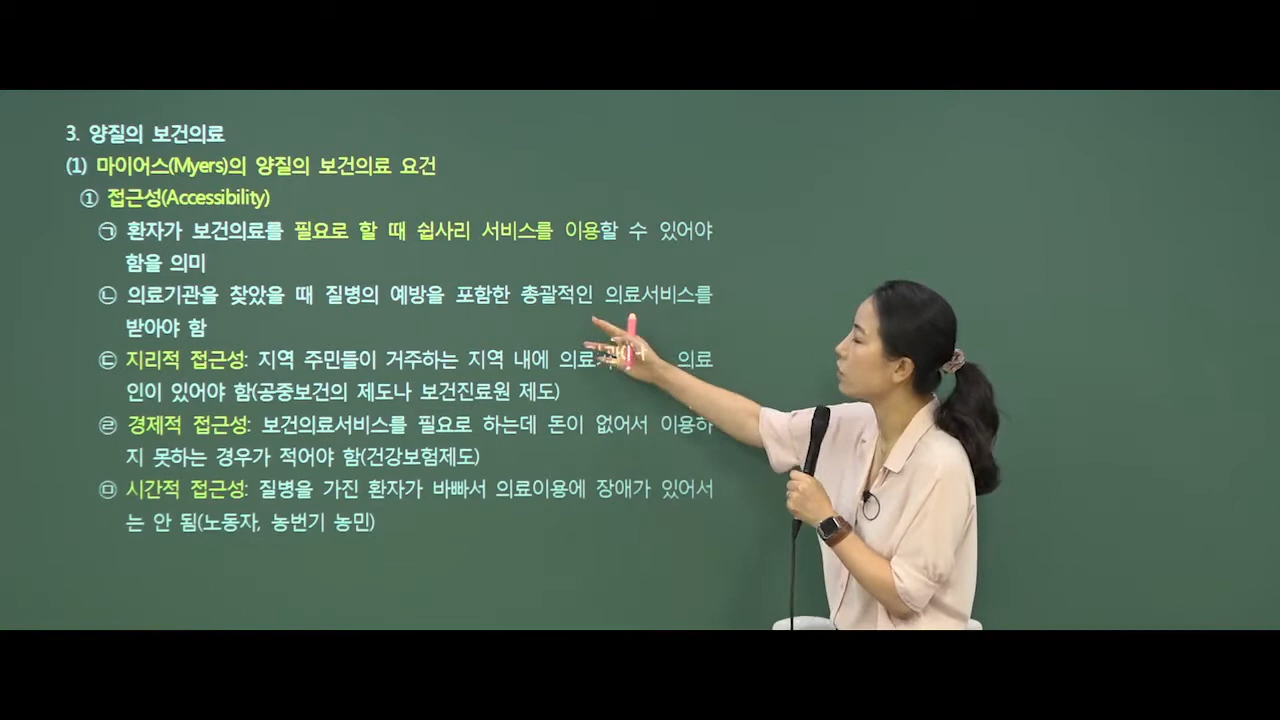 3. 양질의 보건의료
(1) 마이어스(Myers)의 양질의 보건의료 요건
① 접근성(Accessibility)
㉠ 환자가 보건의료를 필요로 할 때 쉽사리 서비스를 이용할 수 있어야
함을 의미
㉡ 의료기관을 찾았을 때 질병의 예방을 포함한 총괄적인 의료서비스를
받아야 함
㉢ 지리적 접근성: 지역 주민들이 거주하는 지역 내에 의료
인이 있어야 함(공중보건의 제도나 보건진료원 제도)
㉣ 경제적 접근성: 보건의료서비스를 필요로 하는데 돈이 없어서 이용하
지 못하는 경우가 적어야 함(건강보험제도)
㉤ 시간적 접근성: 질병을 가진 환자가 바빠서 의료이용에 장애가 있어서
는 안 됨(노동자, 농번기 농민)